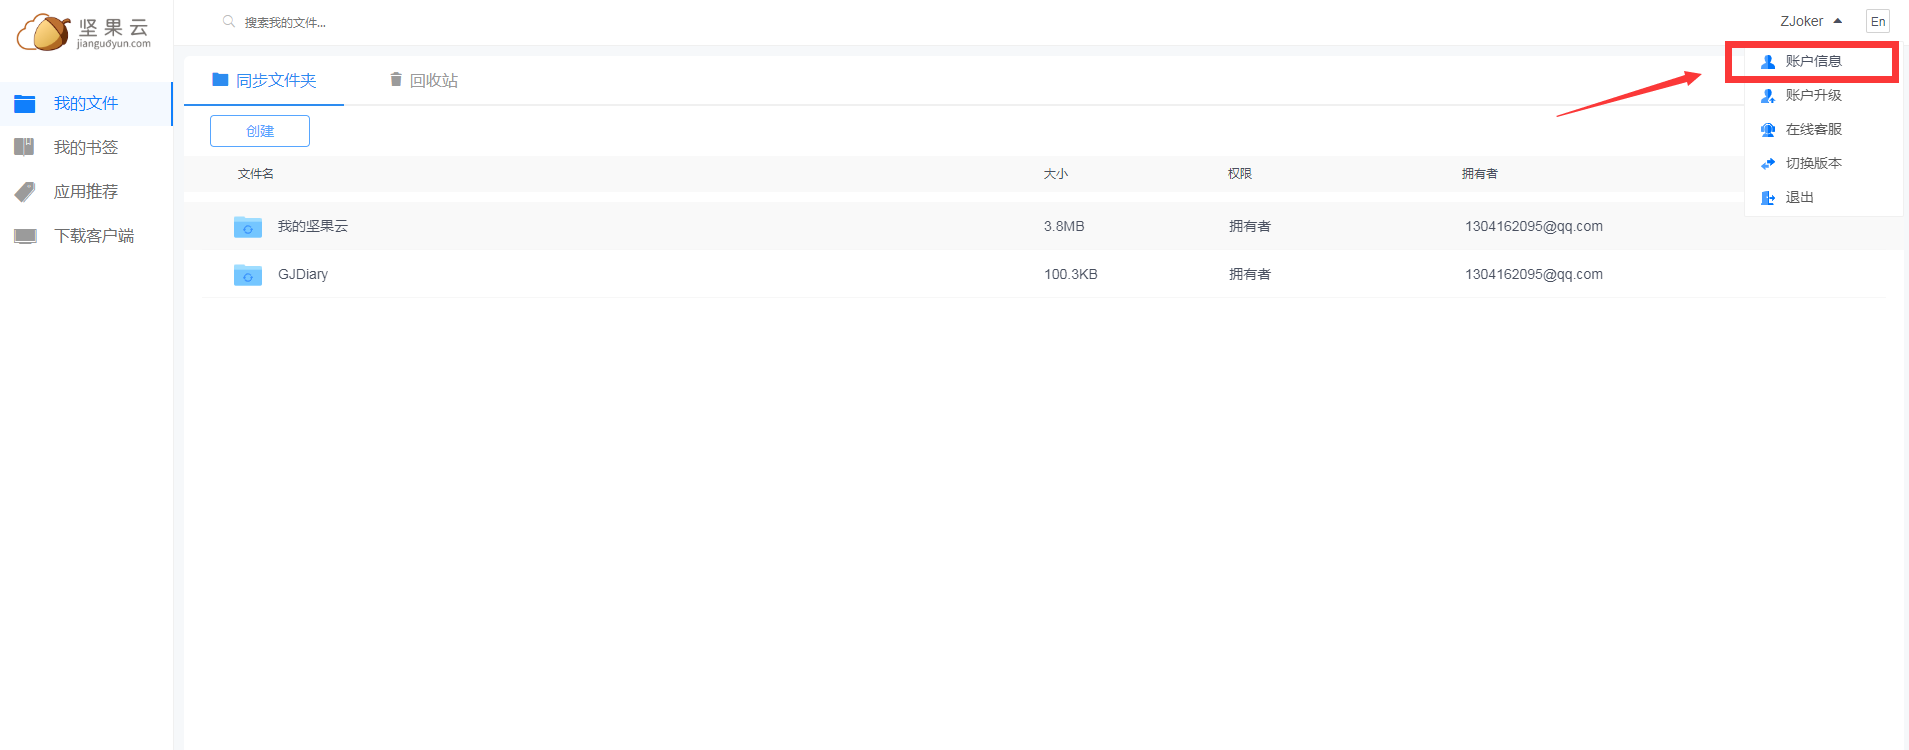 坚果云
jianguoyun.com
搜索我的文件...
ZJoker
En
账户信息
账户升级
在线客服
切换版本
退出
我的文件
我的书签
应用推荐
下载客户端
同步文件夹 回收站
创建
文件名 大小 权限 拥有者
我的坚果云 3.8MB 拥有者 1304162095@qq.com
GJDiary 100.3KB 拥有者 1304162095@qq.com